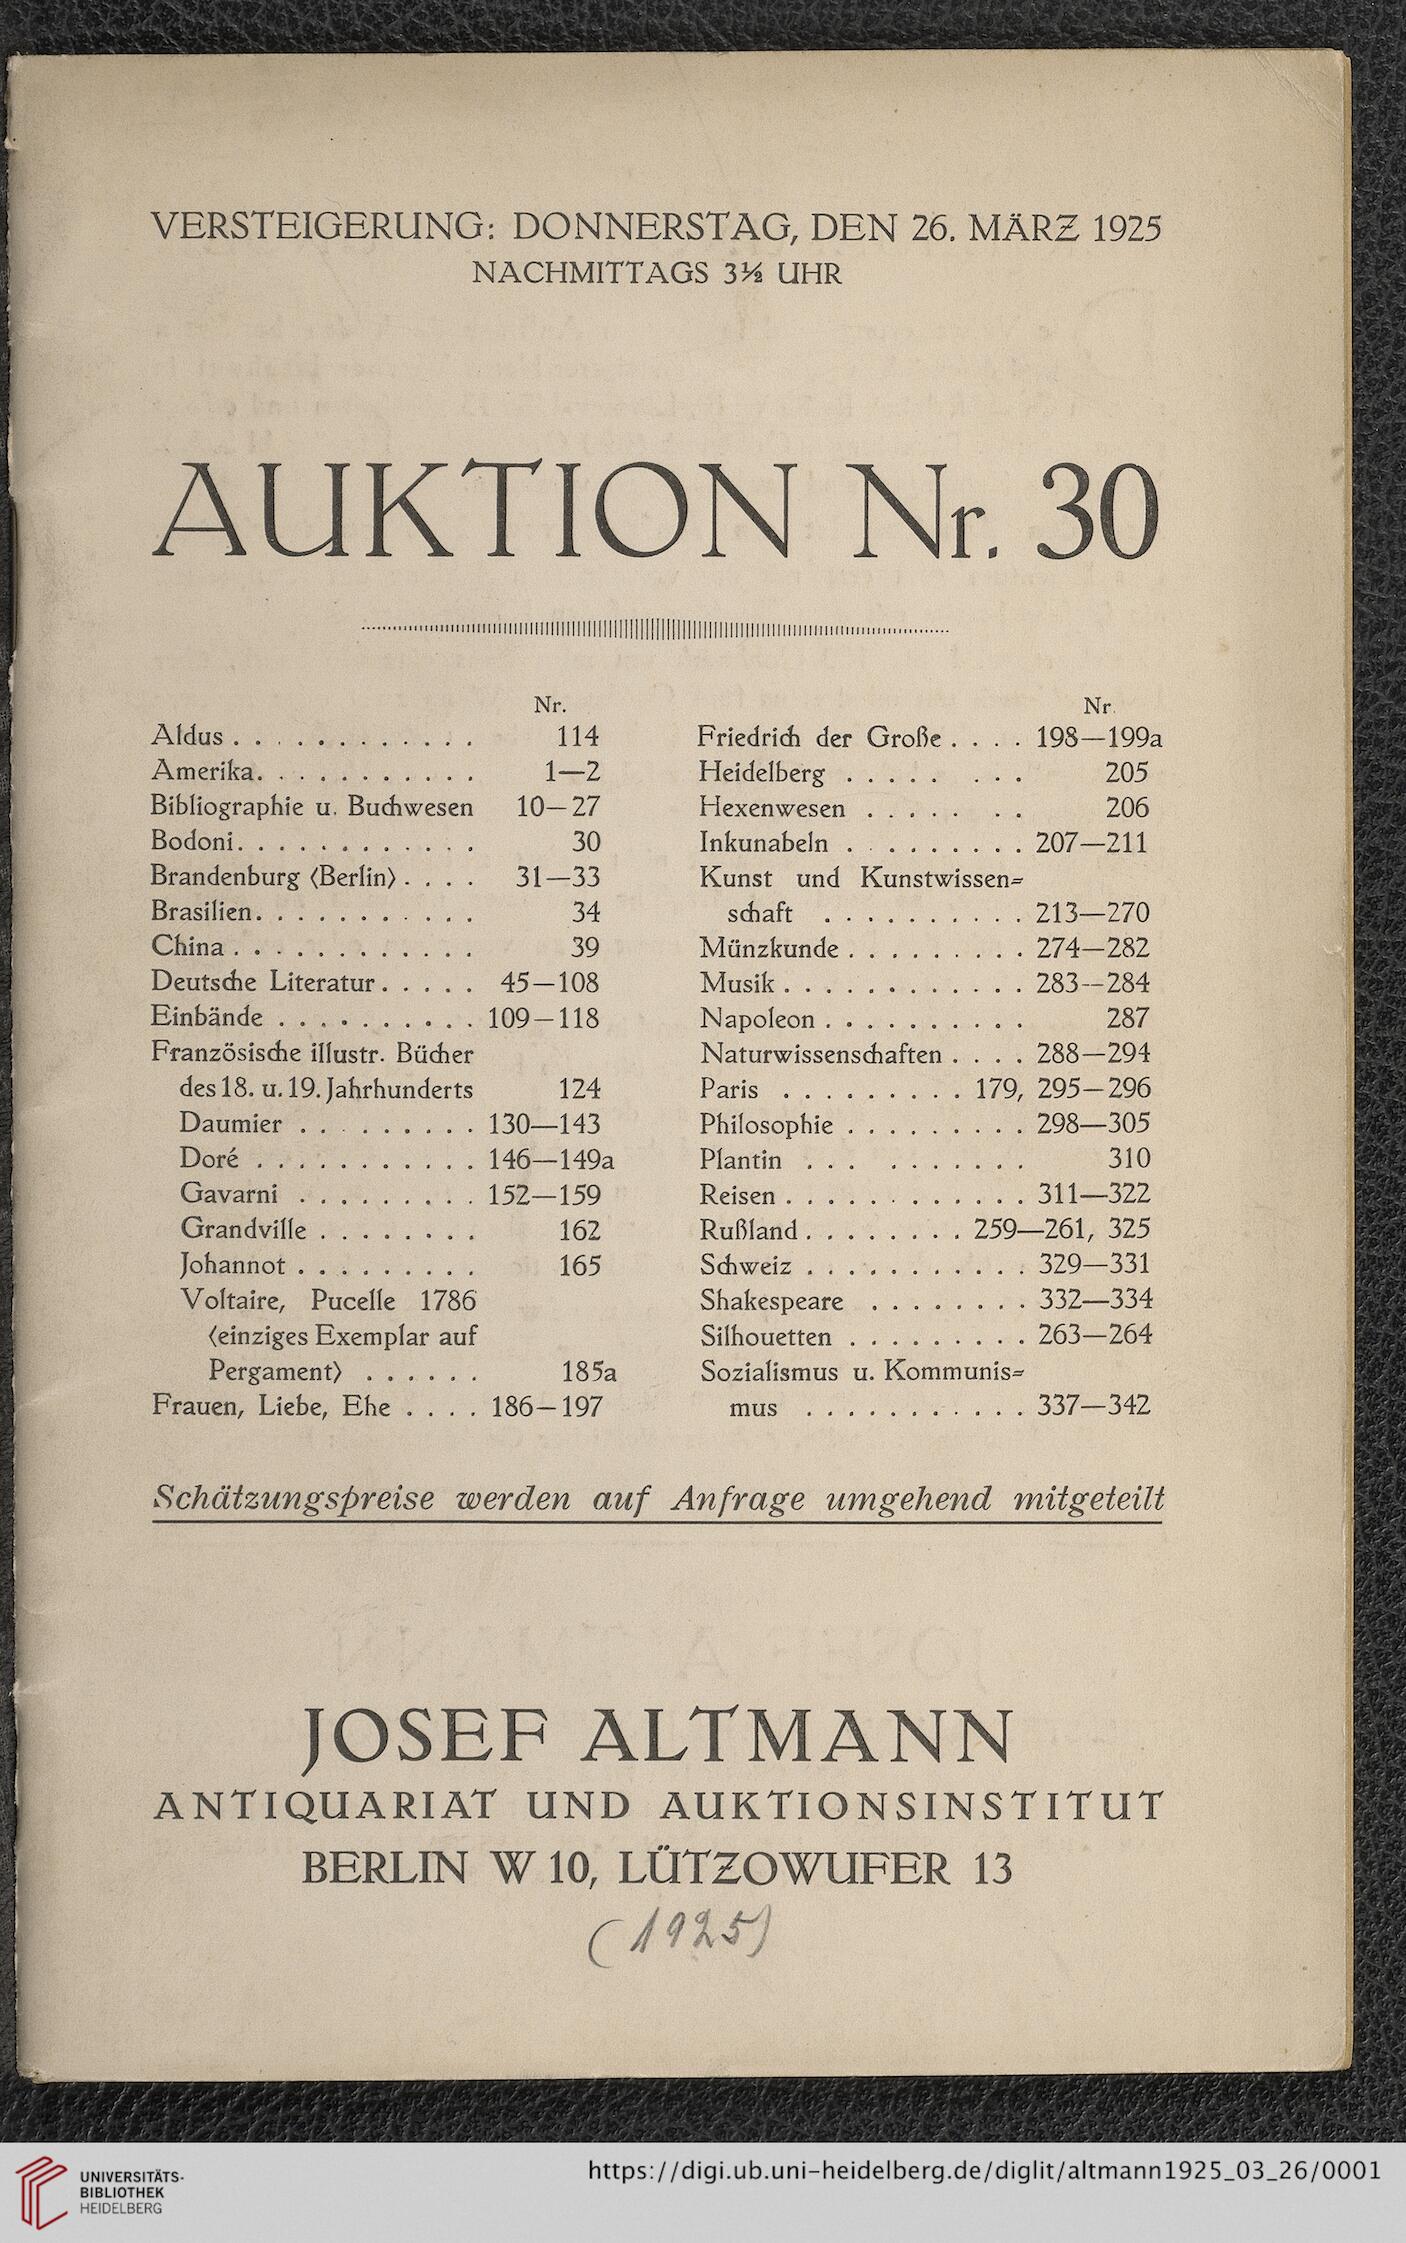 VERSTEIGERUNG: DONNERSTAG, DEN 26. MÄRZ 1925
NACHMITTAGS 3½ UHR
AUKTION Nr. 30
Nr.
Aldus . . . . . . . . . . . . 114
Amerika. . . . . . . . . . . 1—2
Bibliographie u. Buchwesen 10—27
Bodoni. . . . . . . . . . . . 30
Brandenburg (Berlin) . . . . 31—33
Brasilien. . . . . . . . . . . 34
China . . . . . . . . . . . . 39
Deutsche Literatur . . . . . 45—108
Einbände . . . . . . . . . . 109—118
Französische illustr. Bücher
des 18. u. 19. Jahrhunderts 124
Daumier . . . . . . . . . 130—143
Doré . . . . . . . . . . . 146—149a
Gavarni . . . . . . . . . 152—159
Grandville . . . . . . . . 162
Johannot . . . . . . . . . 165
Voltaire, Pucelle 1786
(einziges Exemplar auf
Pergament) . . . . . . 185a
Frauen, Liebe, Ehe . . . . 186—197
Nr.
Friedrich der Große . . . . 198—199a
Heidelberg . . . . . . . . 205
Hexenwesen . . . . . . . 206
Inkunabeln . . . . . . . . . 207—211
Kunst und Kunstwissen-
schaft . . . . . . . . . . 213—270
Münzkunde . . . . . . . . . 274—282
Musik . . . . . . . . . . . . 283—284
Napoleon . . . . . . . . . . 287
Naturwissenschaften . . . . 288—294
Paris . . . . . . . . . 179, 295—296
Philosophie . . . . . . . . . 298—305
Plantin . . . . . . . . . . 310
Reisen . . . . . . . . . . . . 311—322
Rußland . . . . . . . . 259—261, 325
Schweiz . . . . . . . . . . . 329—331
Shakespeare . . . . . . . . 332—334
Silhouetten . . . . . . . . . 263—264
Sozialismus u. Kommunis-
mus . . . . . . . . . . . 337—342
Schätzungspreise werden auf Anfrage umgehend mitgeteilt
JOSEF ALTMANN
ANTIQUARIAT UND AUKTIONSINSTITUT
BERLIN W 10, LÜTZOWUFER 13
(1925)
UNIVERSITÄTS-
BIBLIOTHEK
HEIDELBERG
https://digi.ub.uni-heidelberg.de/diglit/altmann1925_03_26/0001